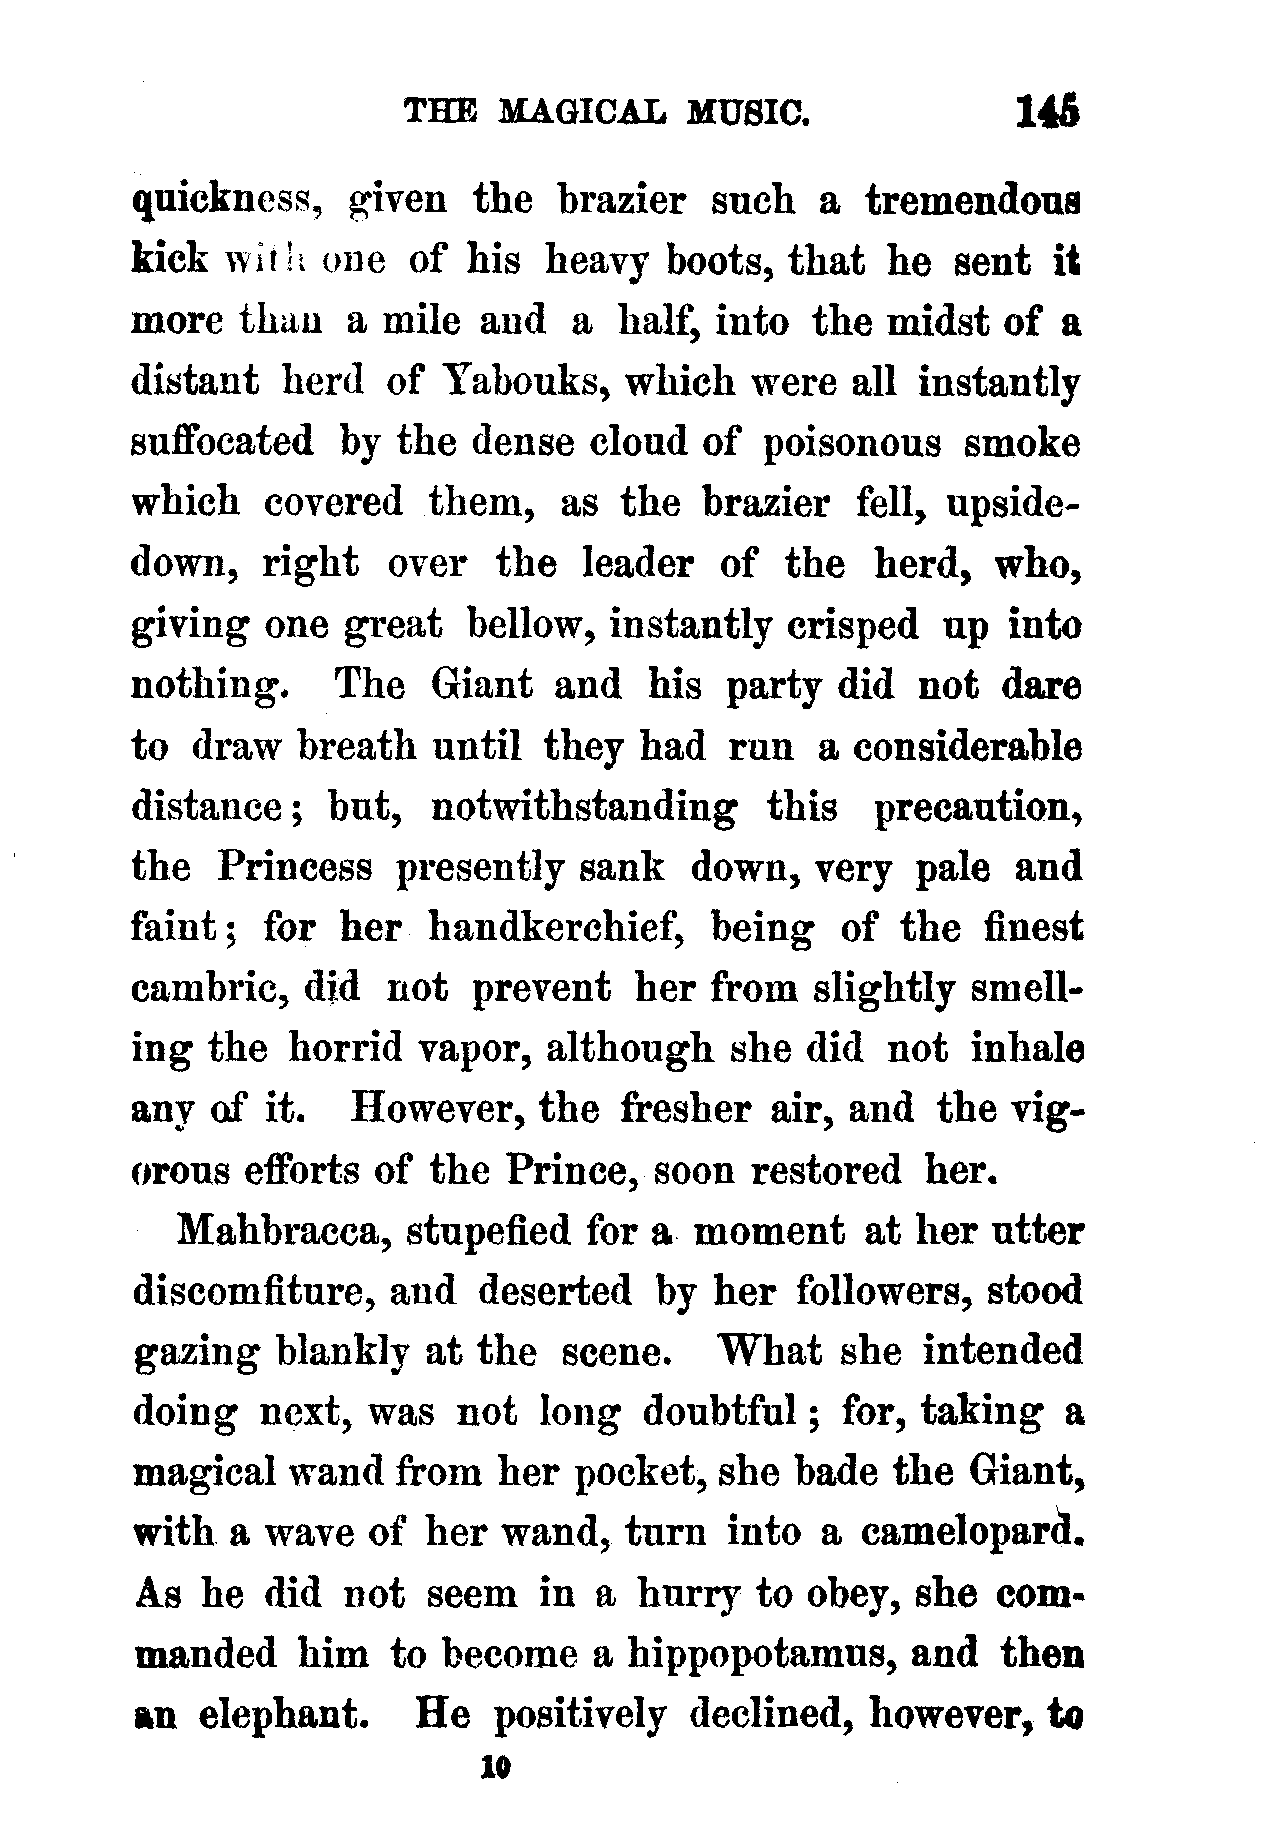 THE MAGICAL MUSIC. 145
quickness, given the brazier such a tremendous
kick with one of his heavy boots, that he sent it
more than a mile and a half, into the midst of a
distant herd of Yabouks, which were all instantly
suffocated by the dense cloud of poisonous smoke
which covered them, as the brazier fell, upside-
down, right over the leader of the herd, who,
giving one great bellow, instantly crisped up into
nothing. The Giant and his party did not dare
to draw breath until they had run a considerable
distance; but, notwithstanding this precaution,
the Princess presently sank down, very pale and
faint; for her handkerchief, being of the finest
cambric, did not prevent her from slightly smell-
ing the horrid vapor, although she did not inhale
any of it. However, the fresher air, and the vig-
orous efforts of the Prince, soon restored her.
Mahbracca, stupefied for a moment at her utter
discomfiture, and deserted by her followers, stood
gazing blankly at the scene. What she intended
doing next, was not long doubtful; for, taking a
magical wand from her pocket, she bade the Giant,
with a wave of her wand, turn into a camelopard.
As he did not seem in a hurry to obey, she com-
manded him to become a hippopotamus, and then
an elephant. He positively declined, however, to
10